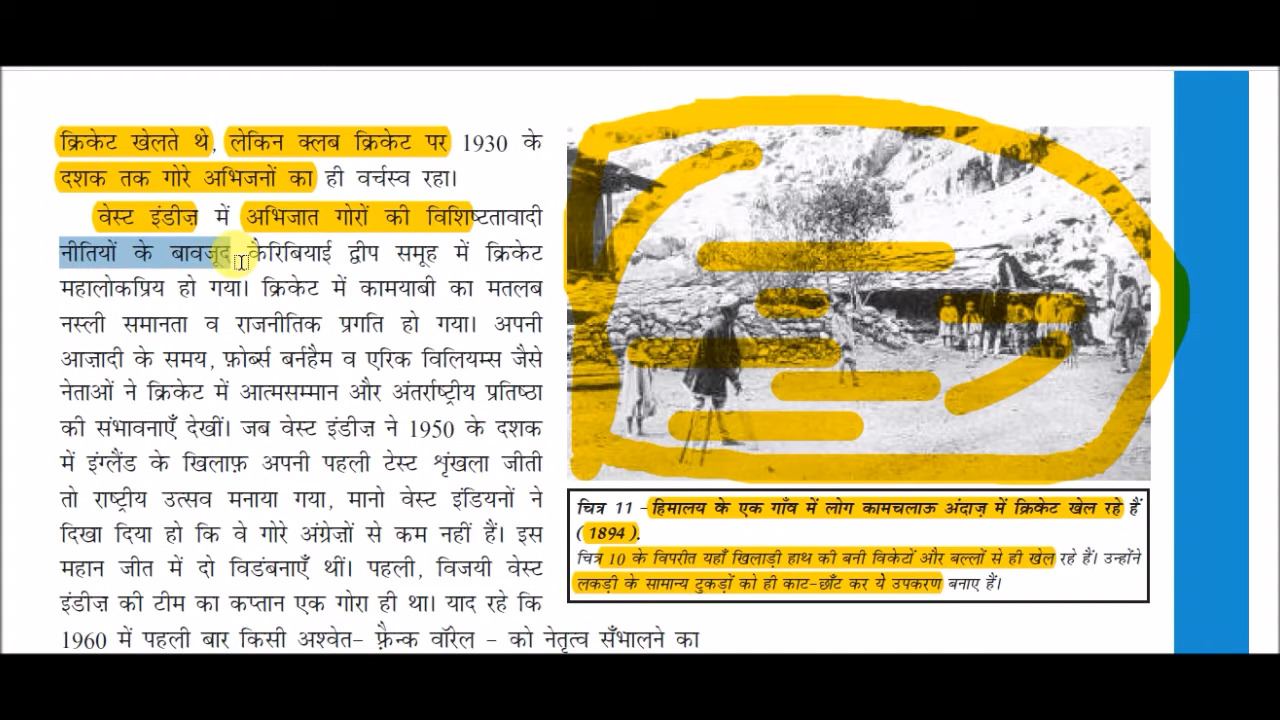 क्रिकेट खेलते थे, लेकिन क्लब क्रिकेट पर 1930 के
दशक तक गोरे अभिजनों का ही वर्चस्व रहा।
वेस्ट इंडीज़ में अभिजात गोरों की विशिष्टतावादी
नीतियों के बावजूद कैरिबियाई द्वीप समूह में क्रिकेट
महालोकप्रिय हो गया। क्रिकेट में कामयाबी का मतलब
नस्ली समानता व राजनीतिक प्रगति हो गया। अपनी
आज़ादी के समय, फ़ोर्ब्स बर्नहैम व एरिक विलियम्स जैसे
नेताओं ने क्रिकेट में आत्मसम्मान और अंतर्राष्ट्रीय प्रतिष्ठा
की संभावनाएँ देखीं। जब वेस्ट इंडीज़ ने 1950 के दशक
में इंग्लैंड के खिलाफ़ अपनी पहली टेस्ट शृंखला जीती
तो राष्ट्रीय उत्सव मनाया गया, मानो वेस्ट इंडियनों ने
दिखा दिया हो कि वे गोरे अंग्रेज़ों से कम नहीं हैं। इस
महान जीत में दो विडंबनाएँ थीं। पहली, विजयी वेस्ट
इंडीज़ की टीम का कप्तान एक गोरा ही था। याद रहे कि
1960 में पहली बार किसी अश्वेत– फ़्रैन्क वॉरेल – को नेतृत्व सँभालने का
चित्र 11 – हिमालय के एक गाँव में लोग कामचलाऊ अंदाज़ में क्रिकेट खेल रहे हैं
(1894).
चित्र 10 के विपरीत यहाँ खिलाड़ी हाथ की बनी विकेटों और बल्लों से ही खेल रहे हैं। उन्होंने
लकड़ी के सामान्य टुकड़ों को ही काट-छाँट कर ये उपकरण बनाए हैं।